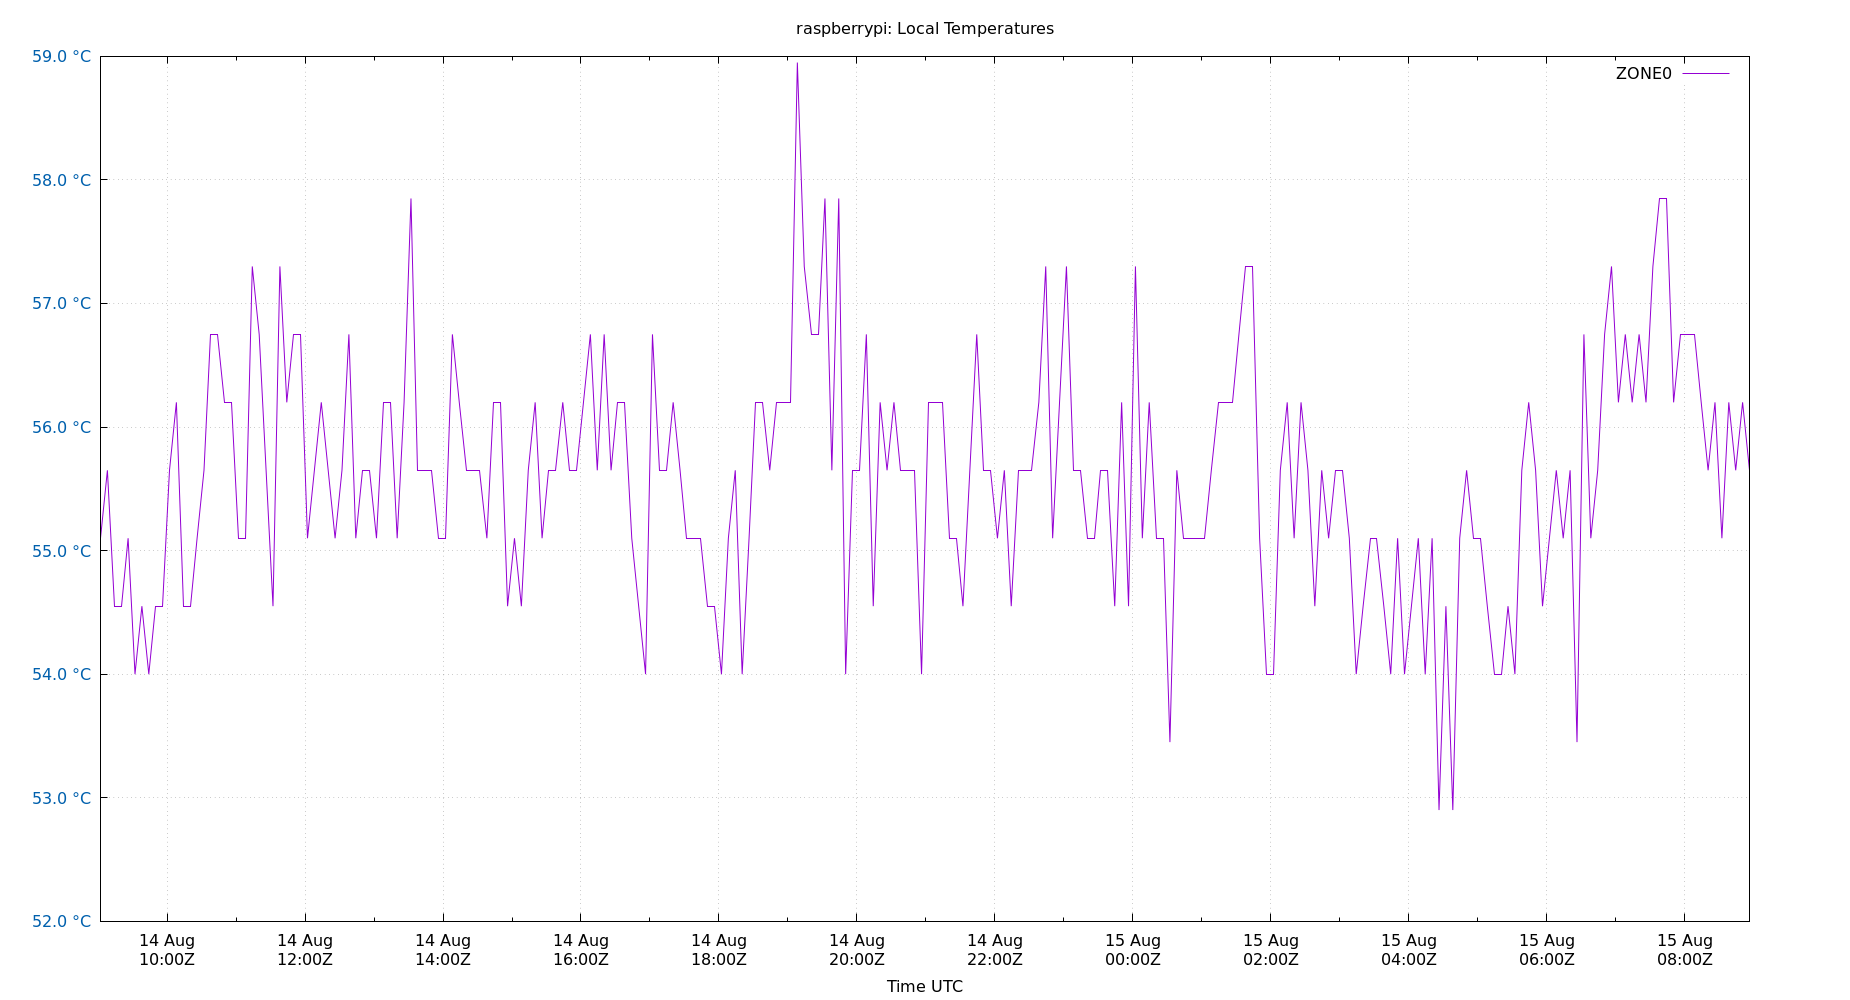 raspberrypi: Local Temperatures
59.0 °C
ZONE0
58.0 °C
57.0 °C
56.0 °C
55.0 °C
54.0 °C
53.0 °C
52.0 °C
14 Aug 14 Aug 14 Aug 14 Aug 14 Aug 14 Aug 14 Aug 15 Aug 15 Aug 15 Aug 15 Aug 15 Aug
10:00Z 12:00Z 14:00Z 16:00Z 18:00Z 20:00Z 22:00Z 00:00Z 02:00Z 04:00Z 06:00Z 08:00Z
Time UTC